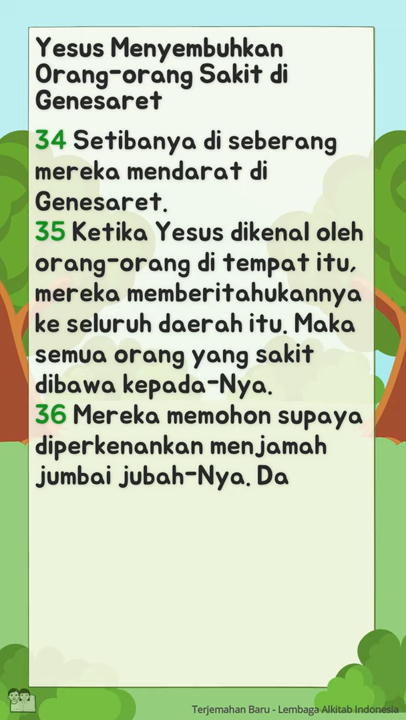 Yesus Menyembuhkan
Orang-orang Sakit di
Genesaret
34 Setibanya di seberang
mereka mendarat di
Genesaret.
35 Ketika Yesus dikenal oleh
orang-orang di tempat itu,
mereka memberitahukannya
ke seluruh daerah itu. Maka
semua orang yang sakit
dibawa kepada-Nya.
36 Mereka memohon supaya
diperkenankan menjamah
jumbai jubah-Nya. Da
Terjemahan Baru - Lembaga Alkitab Indonesia